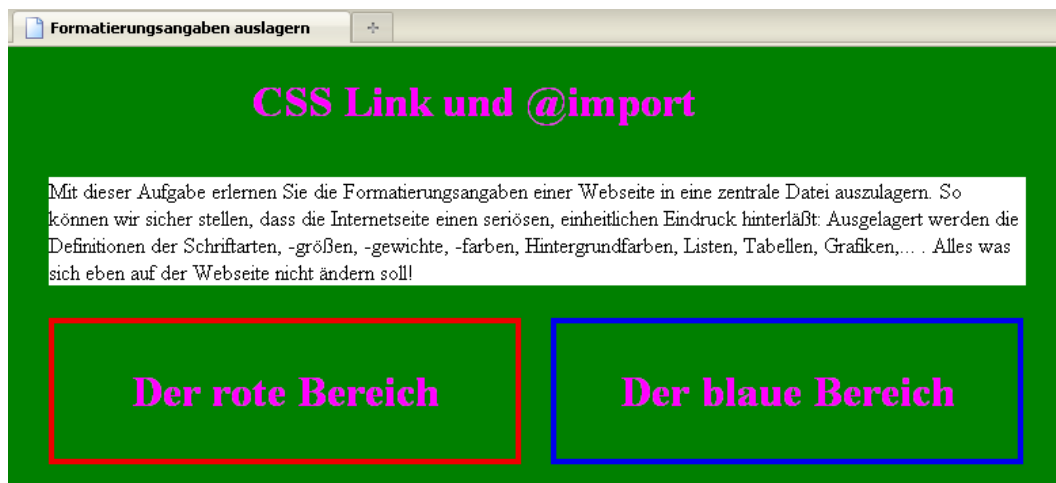 Formatierungsangaben auslagern
CSS Link und @import
Mit dieser Aufgabe erlernen Sie die Formatierungsangaben einer Webseite in eine zentrale Datei auszulagern. So
können wir sicher stellen, dass die Internetseite einen seriösen, einheitlichen Eindruck hinterläßt: Ausgelagert werden die
Definitionen der Schriftarten, -größen, -gewichte, -farben, Hintergrundfarben, Listen, Tabellen, Grafiken,... . Alles was
sich eben auf der Webseite nicht ändern soll!
Der rote Bereich
Der blaue Bereich